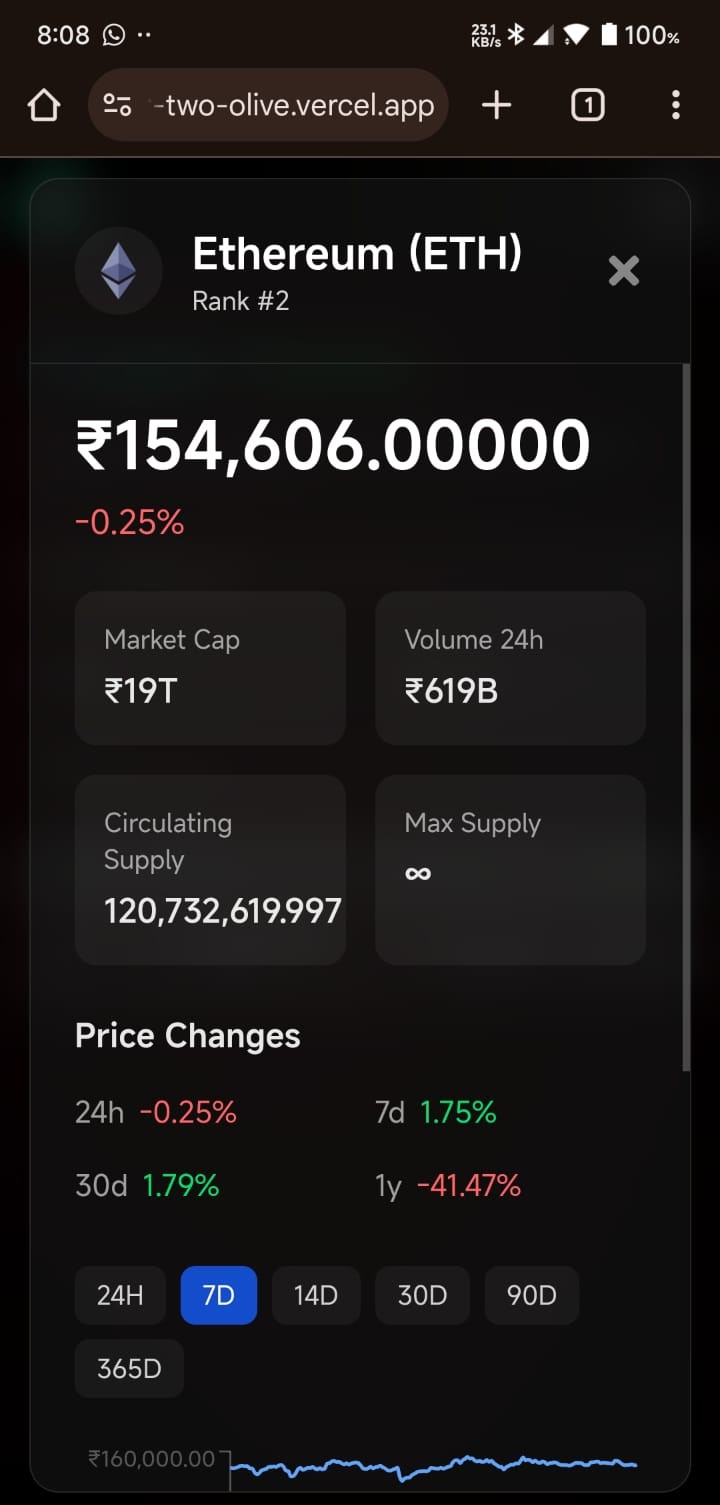 8:08
23.1
KB/s
100%
-two-olive.vercel.app
1
Ethereum (ETH)
Rank #2
₹154,606.00000
-0.25%
Market Cap
₹19T
Volume 24h
₹619B
Circulating
Supply
120,732,619.997
Max Supply
∞
Price Changes
24h -0.25%
7d 1.75%
30d 1.79%
1y -41.47%
24H
7D
14D
30D
90D
365D
₹160,000.00